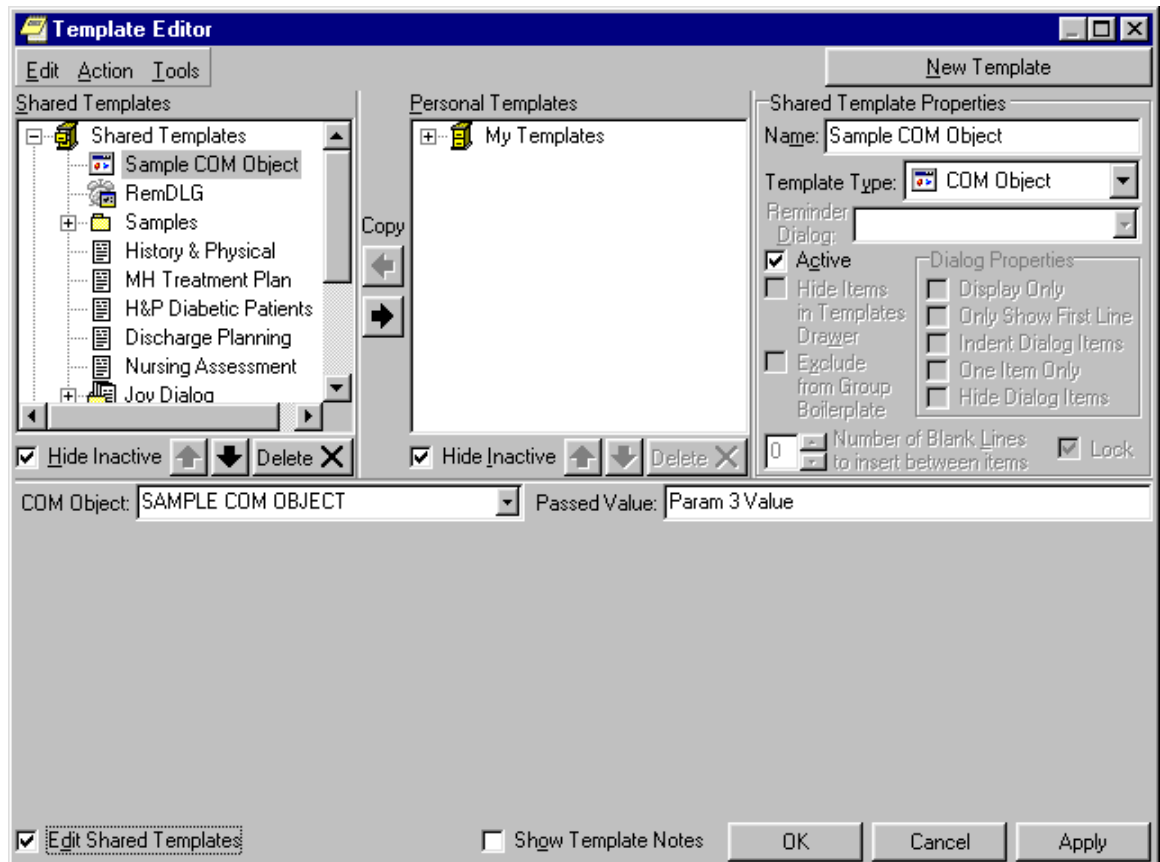 Template Editor
Edit Action Tools
New Template
Shared Templates
Shared Templates
Sample COM Object
RemDLG
Samples
History & Physical
MH Treatment Plan
H&P Diabetic Patients
Discharge Planning
Nursing Assessment
Joy Dialog
Hide Inactive
Delete
Copy
Personal Templates
My Templates
Hide Inactive
Delete
Shared Template Properties
Name: Sample COM Object
Template Type: COM Object
Reminder
Dialog:
Active
Hide Items
in Templates
Drawer
Exclude
from Group
Boilerplate
Dialog Properties
Display Only
Only Show First Line
Indent Dialog Items
One Item Only
Hide Dialog Items
0 Number of Blank Lines
to insert between items
Lock
COM Object: SAMPLE COM OBJECT
Passed Value: Param 3 Value
Edit Shared Templates
Show Template Notes
OK
Cancel
Apply